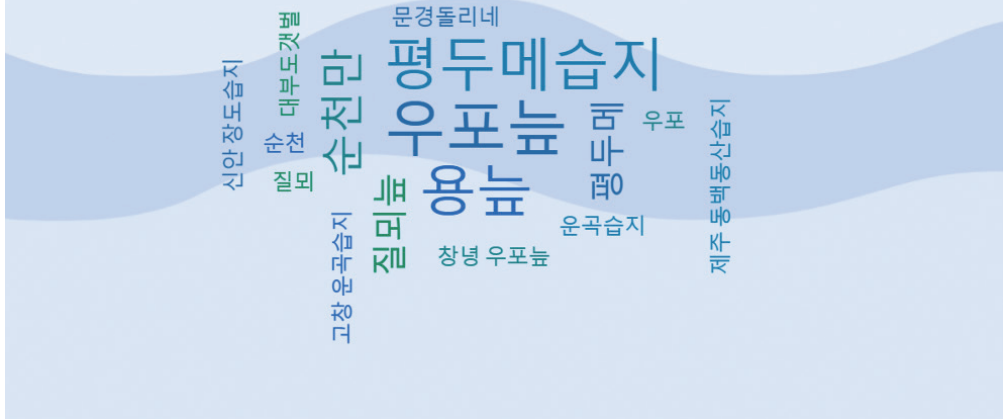 문경돌리네
대부도갯벌
평두메습지
순천만
신안 장도습지
우포늪
평두메
우포
제주 동백동산습지
순천
질뫼
용늪
질뫼늪
고창 운곡습지
운곡습지
창녕 우포늪